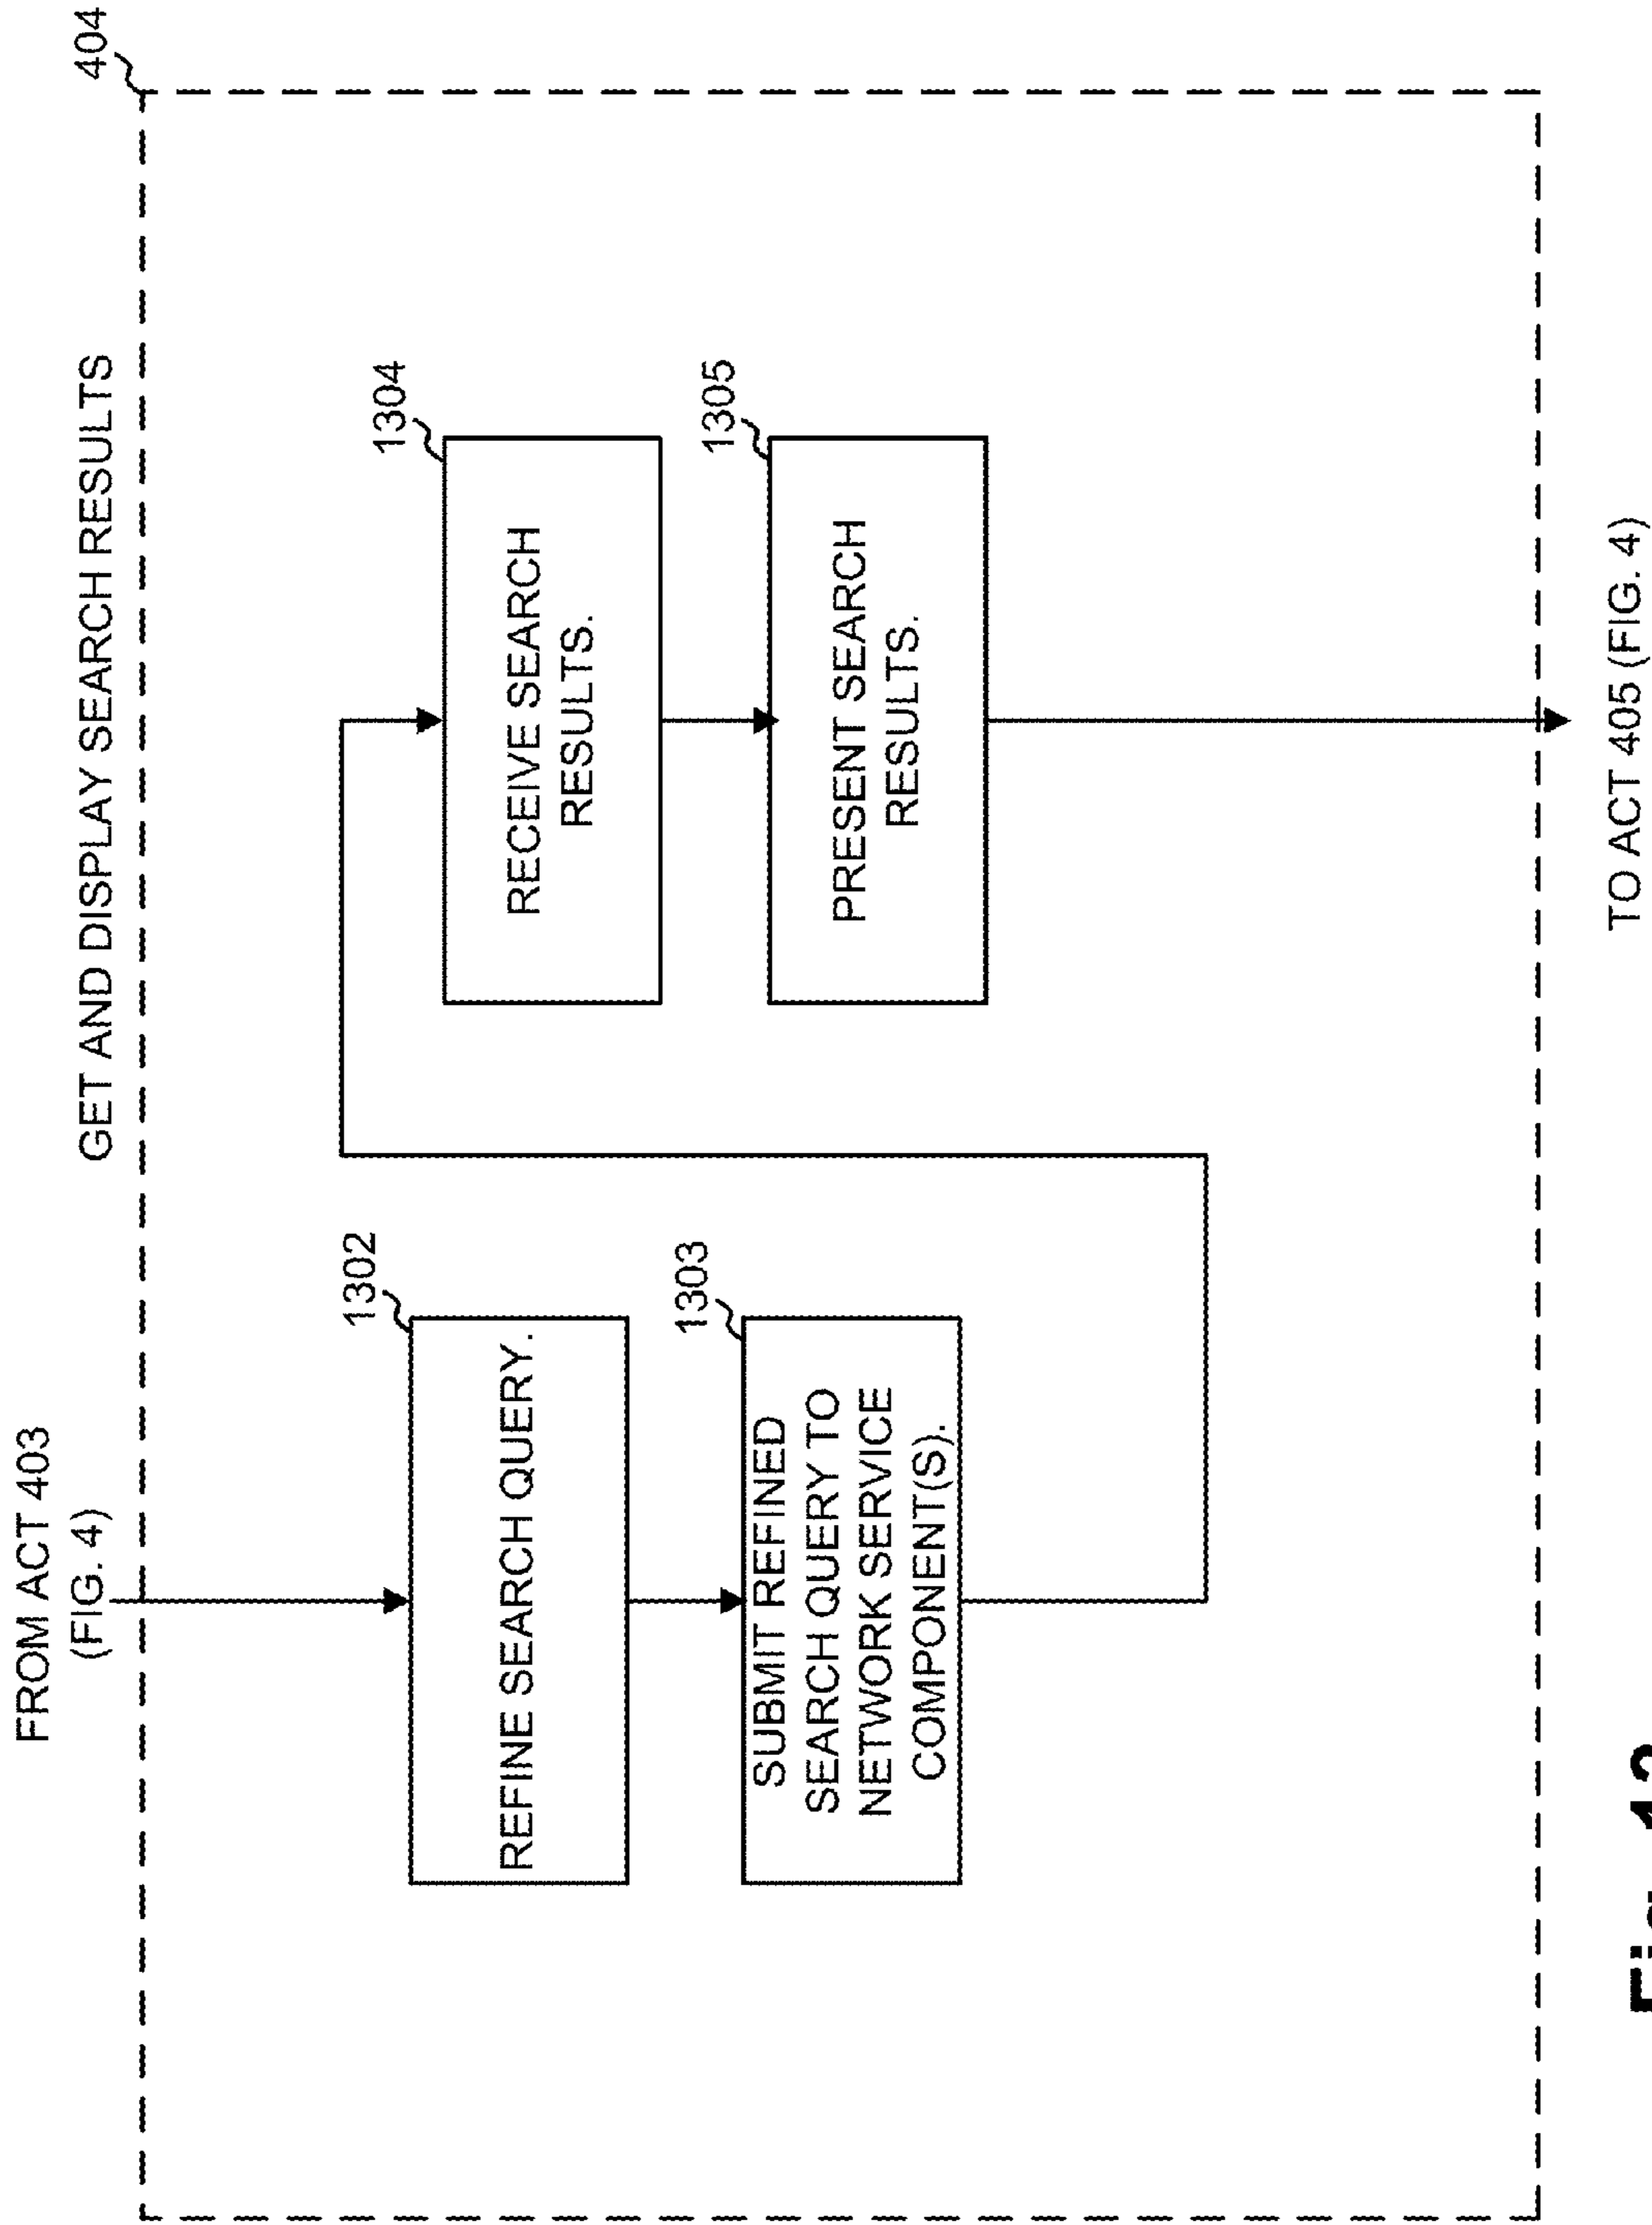 FROM ACT 403
(FIG. 4)
GET AND DISPLAY SEARCH RESULTS
404
1302
REFINE SEARCH QUERY.
1303
SUBMIT REFINED
SEARCH QUERY TO
NETWORK SERVICE
COMPONENT(S).
1304
RECEIVE SEARCH
RESULTS.
1305
PRESENT SEARCH
RESULTS.
TO ACT 405 (FIG. 4)